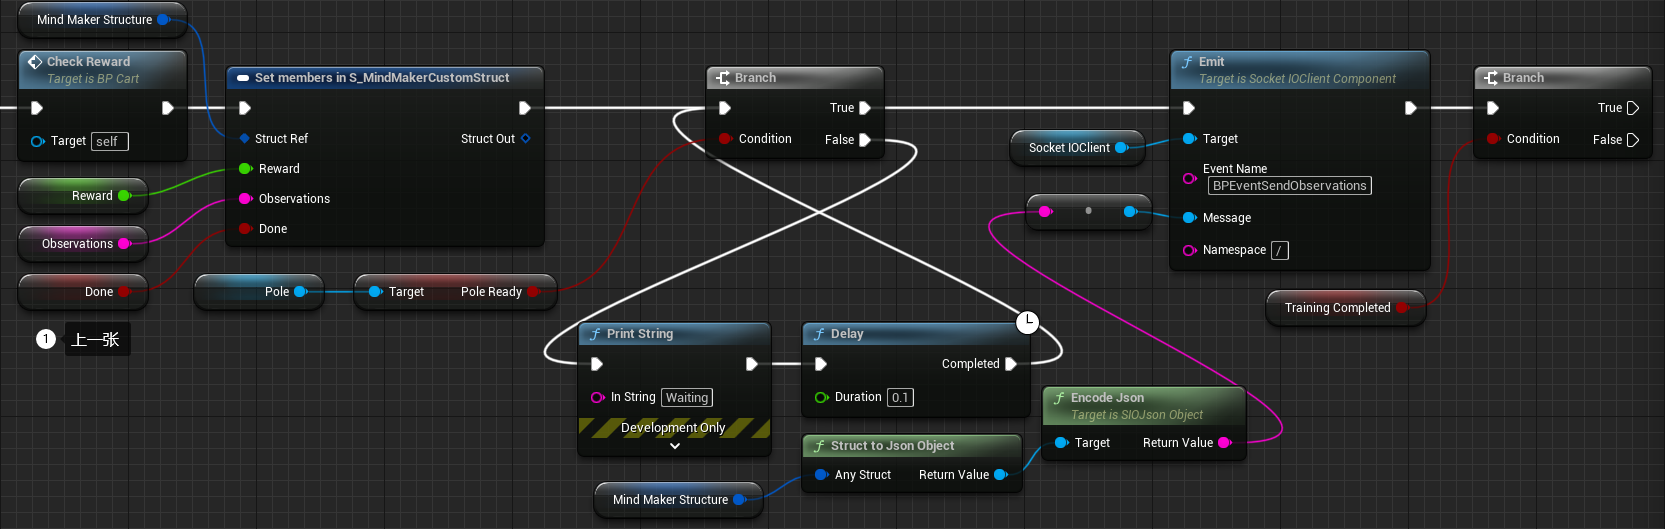 Mind Maker Structure
Check Reward
Target is BP Cart
Target self
Reward
Observations
Done
1 上一张
Set members in S_MindMakerCustomStruct
Struct Ref Struct Out
Reward
Observations
Done
Pole
Target Pole Ready
Branch
True
Condition False
Print String
In String Waiting
Development Only
Delay
Completed
Duration 0.1
Struct to Json Object
Any Struct Return Value
Mind Maker Structure
Encode Json
Target is SIOJson Object
Target Return Value
Socket IOClient
Emit
Target is Socket IOClient Component
Target
Event Name
BPEventSendObservations
Message
Namespace /
Training Completed
Branch
True
Condition False